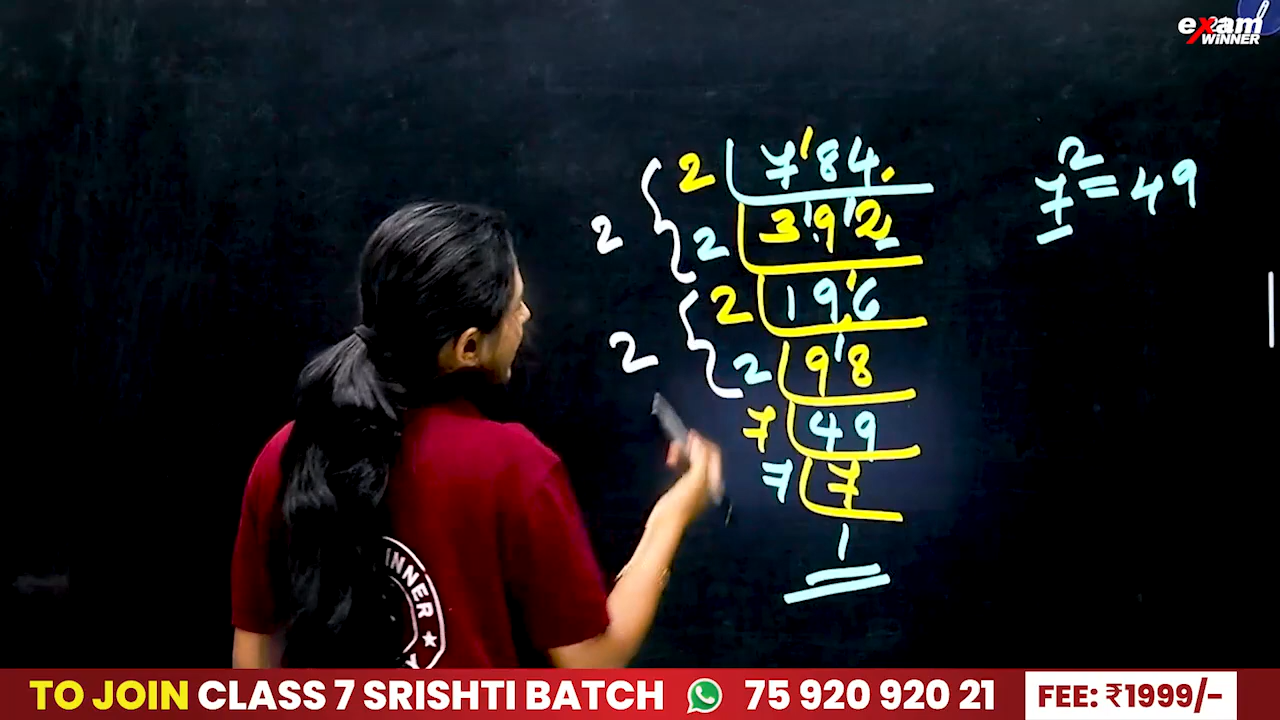 exam
WINNER
2 784.
7² = 49
2 2 392
2 196
2 2 98
7 49
7 7
1
INNER
TO JOIN CLASS 7 SRISHTI BATCH 75 920 920 21 FEE: ₹1999/-